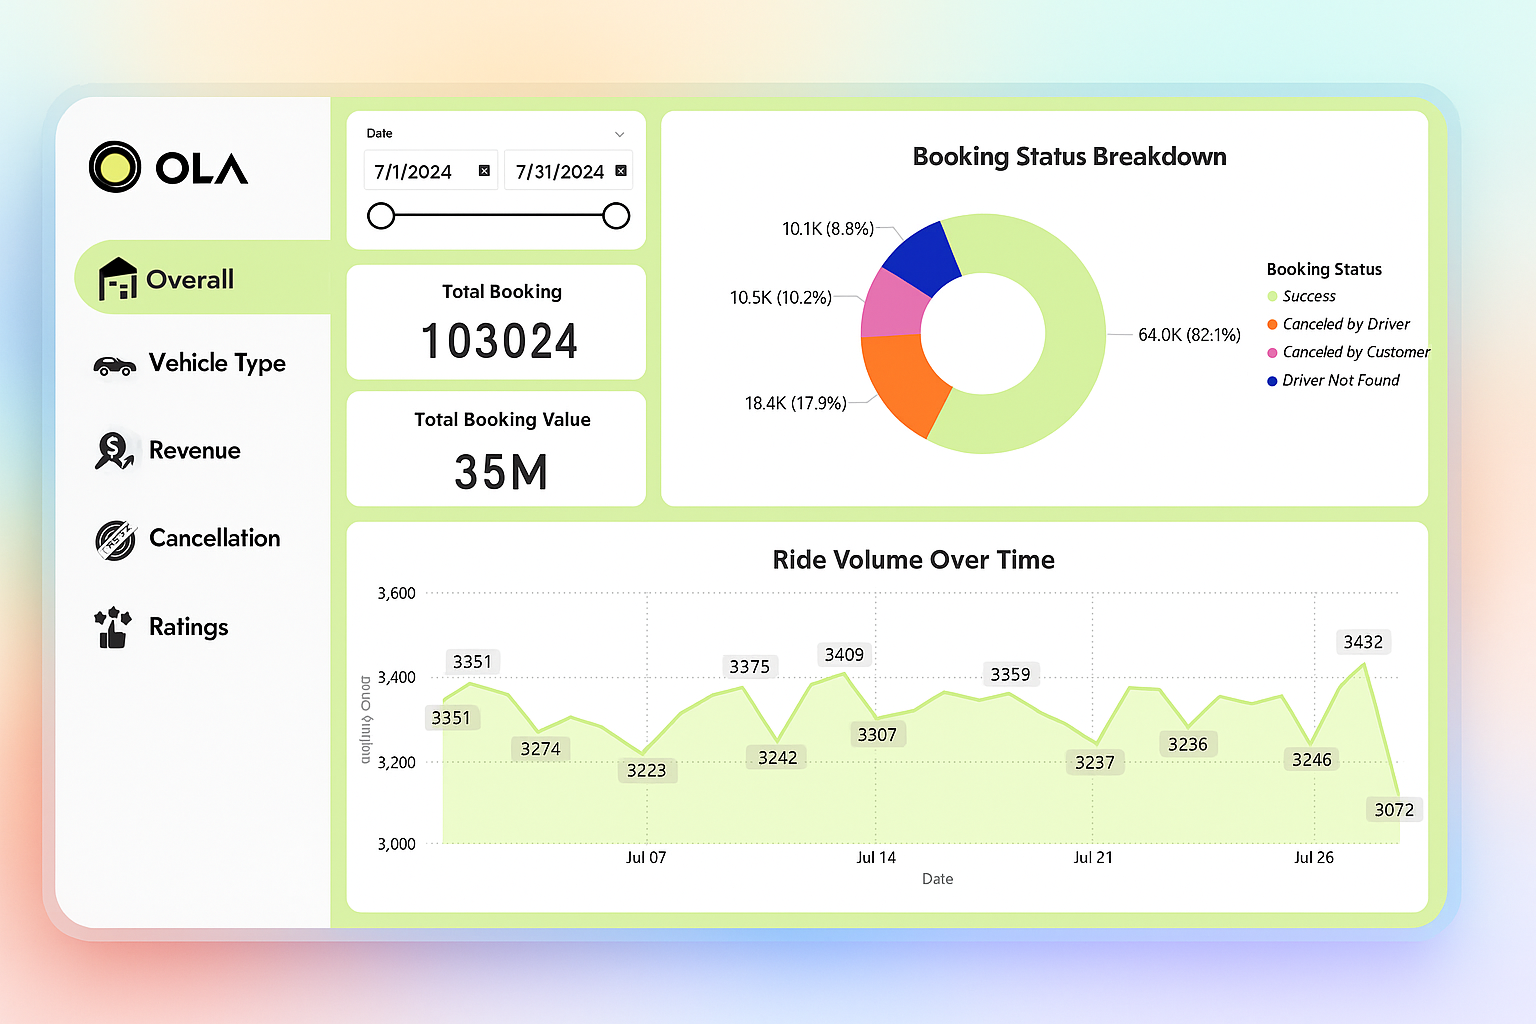 OLA
Overall
Vehicle Type
Revenue
Cancellation
Ratings
Date
7/1/2024
7/31/2024
Total Booking
103024
Total Booking Value
35M
Booking Status Breakdown
10.1K (8.8%)
10.5K (10.2%)
18.4K (17.9%)
64.0K (82:1%)
Booking Status
Success
Canceled by Driver
Canceled by Customer
Driver Not Found
Ride Volume Over Time
3,600
3,400
3,200
3,000
3351
3351
3274
3223
3375
3242
3409
3307
3359
3237
3236
3246
3432
3072
Jul 07
Jul 14
Jul 21
Jul 26
Date